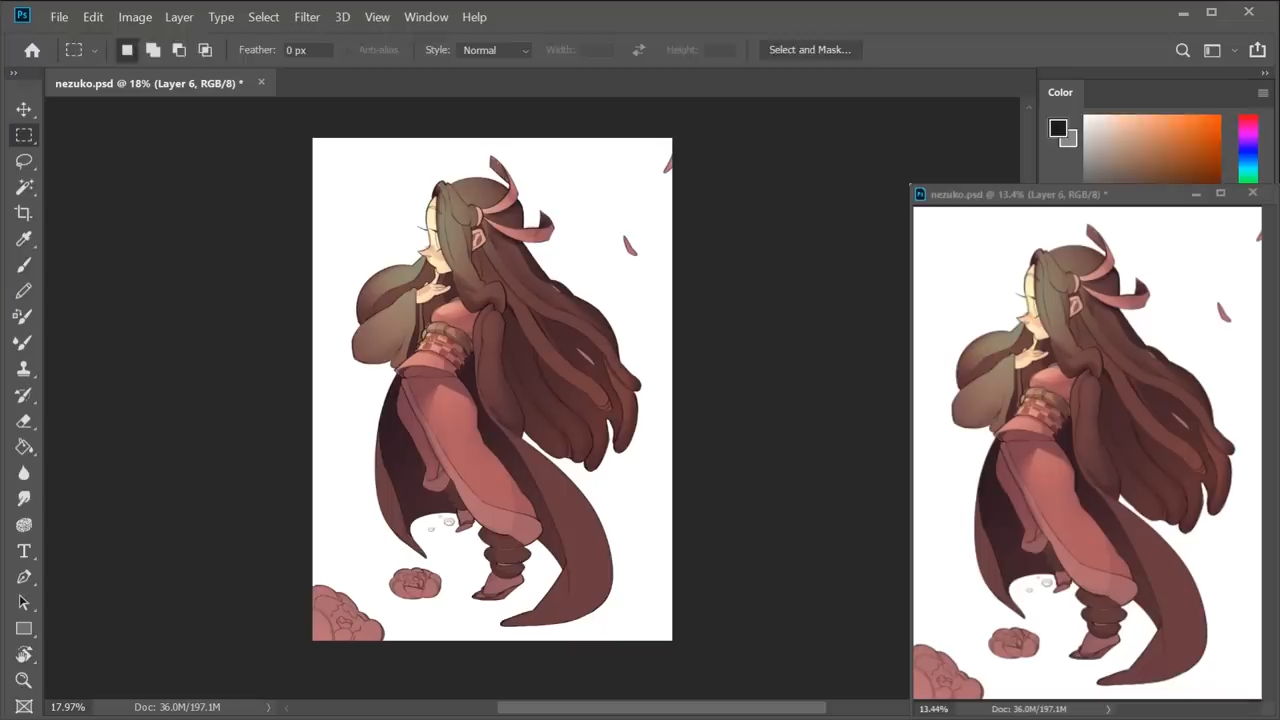 Ps File Edit Image Layer Type Select Filter 3D View Window Help
Feather: 0 px Anti-alias Style: Normal Width: Height: Select and Mask...
nezuko.psd @ 18% (Layer 6, RGB/8) *
Color
Ps nezuko.psd @ 13.4% (Layer 6, RGB/8) *
17.97% Doc: 36.0M/197.1M
13.44% Doc: 36.0M/197.1M